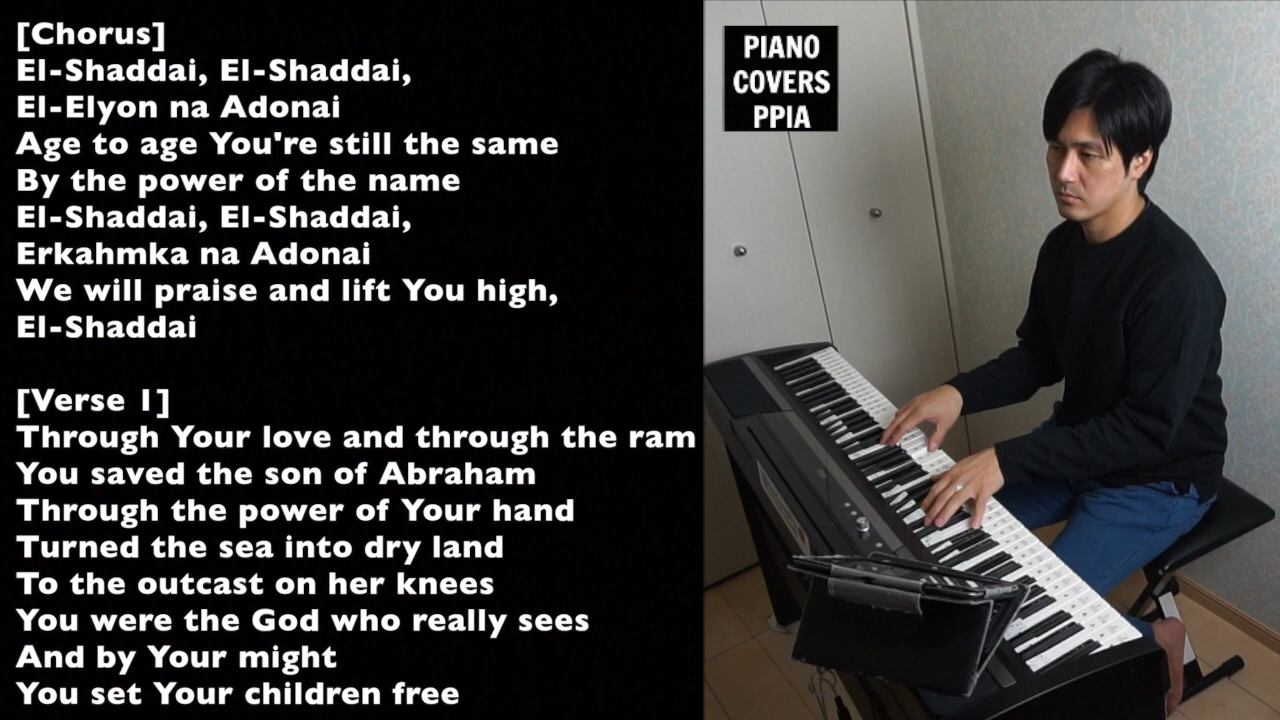 [Chorus]
El-Shaddai, El-Shaddai,
El-Elyon na Adonai
Age to age You're still the same
By the power of the name
El-Shaddai, El-Shaddai,
Erkahmka na Adonai
We will praise and lift You high,
El-Shaddai
[Verse 1]
Through Your love and through the ram
You saved the son of Abraham
Through the power of Your hand
Turned the sea into dry land
To the outcast on her knees
You were the God who really sees
And by Your might
You set Your children free
PIANO
COVERS
PPIA